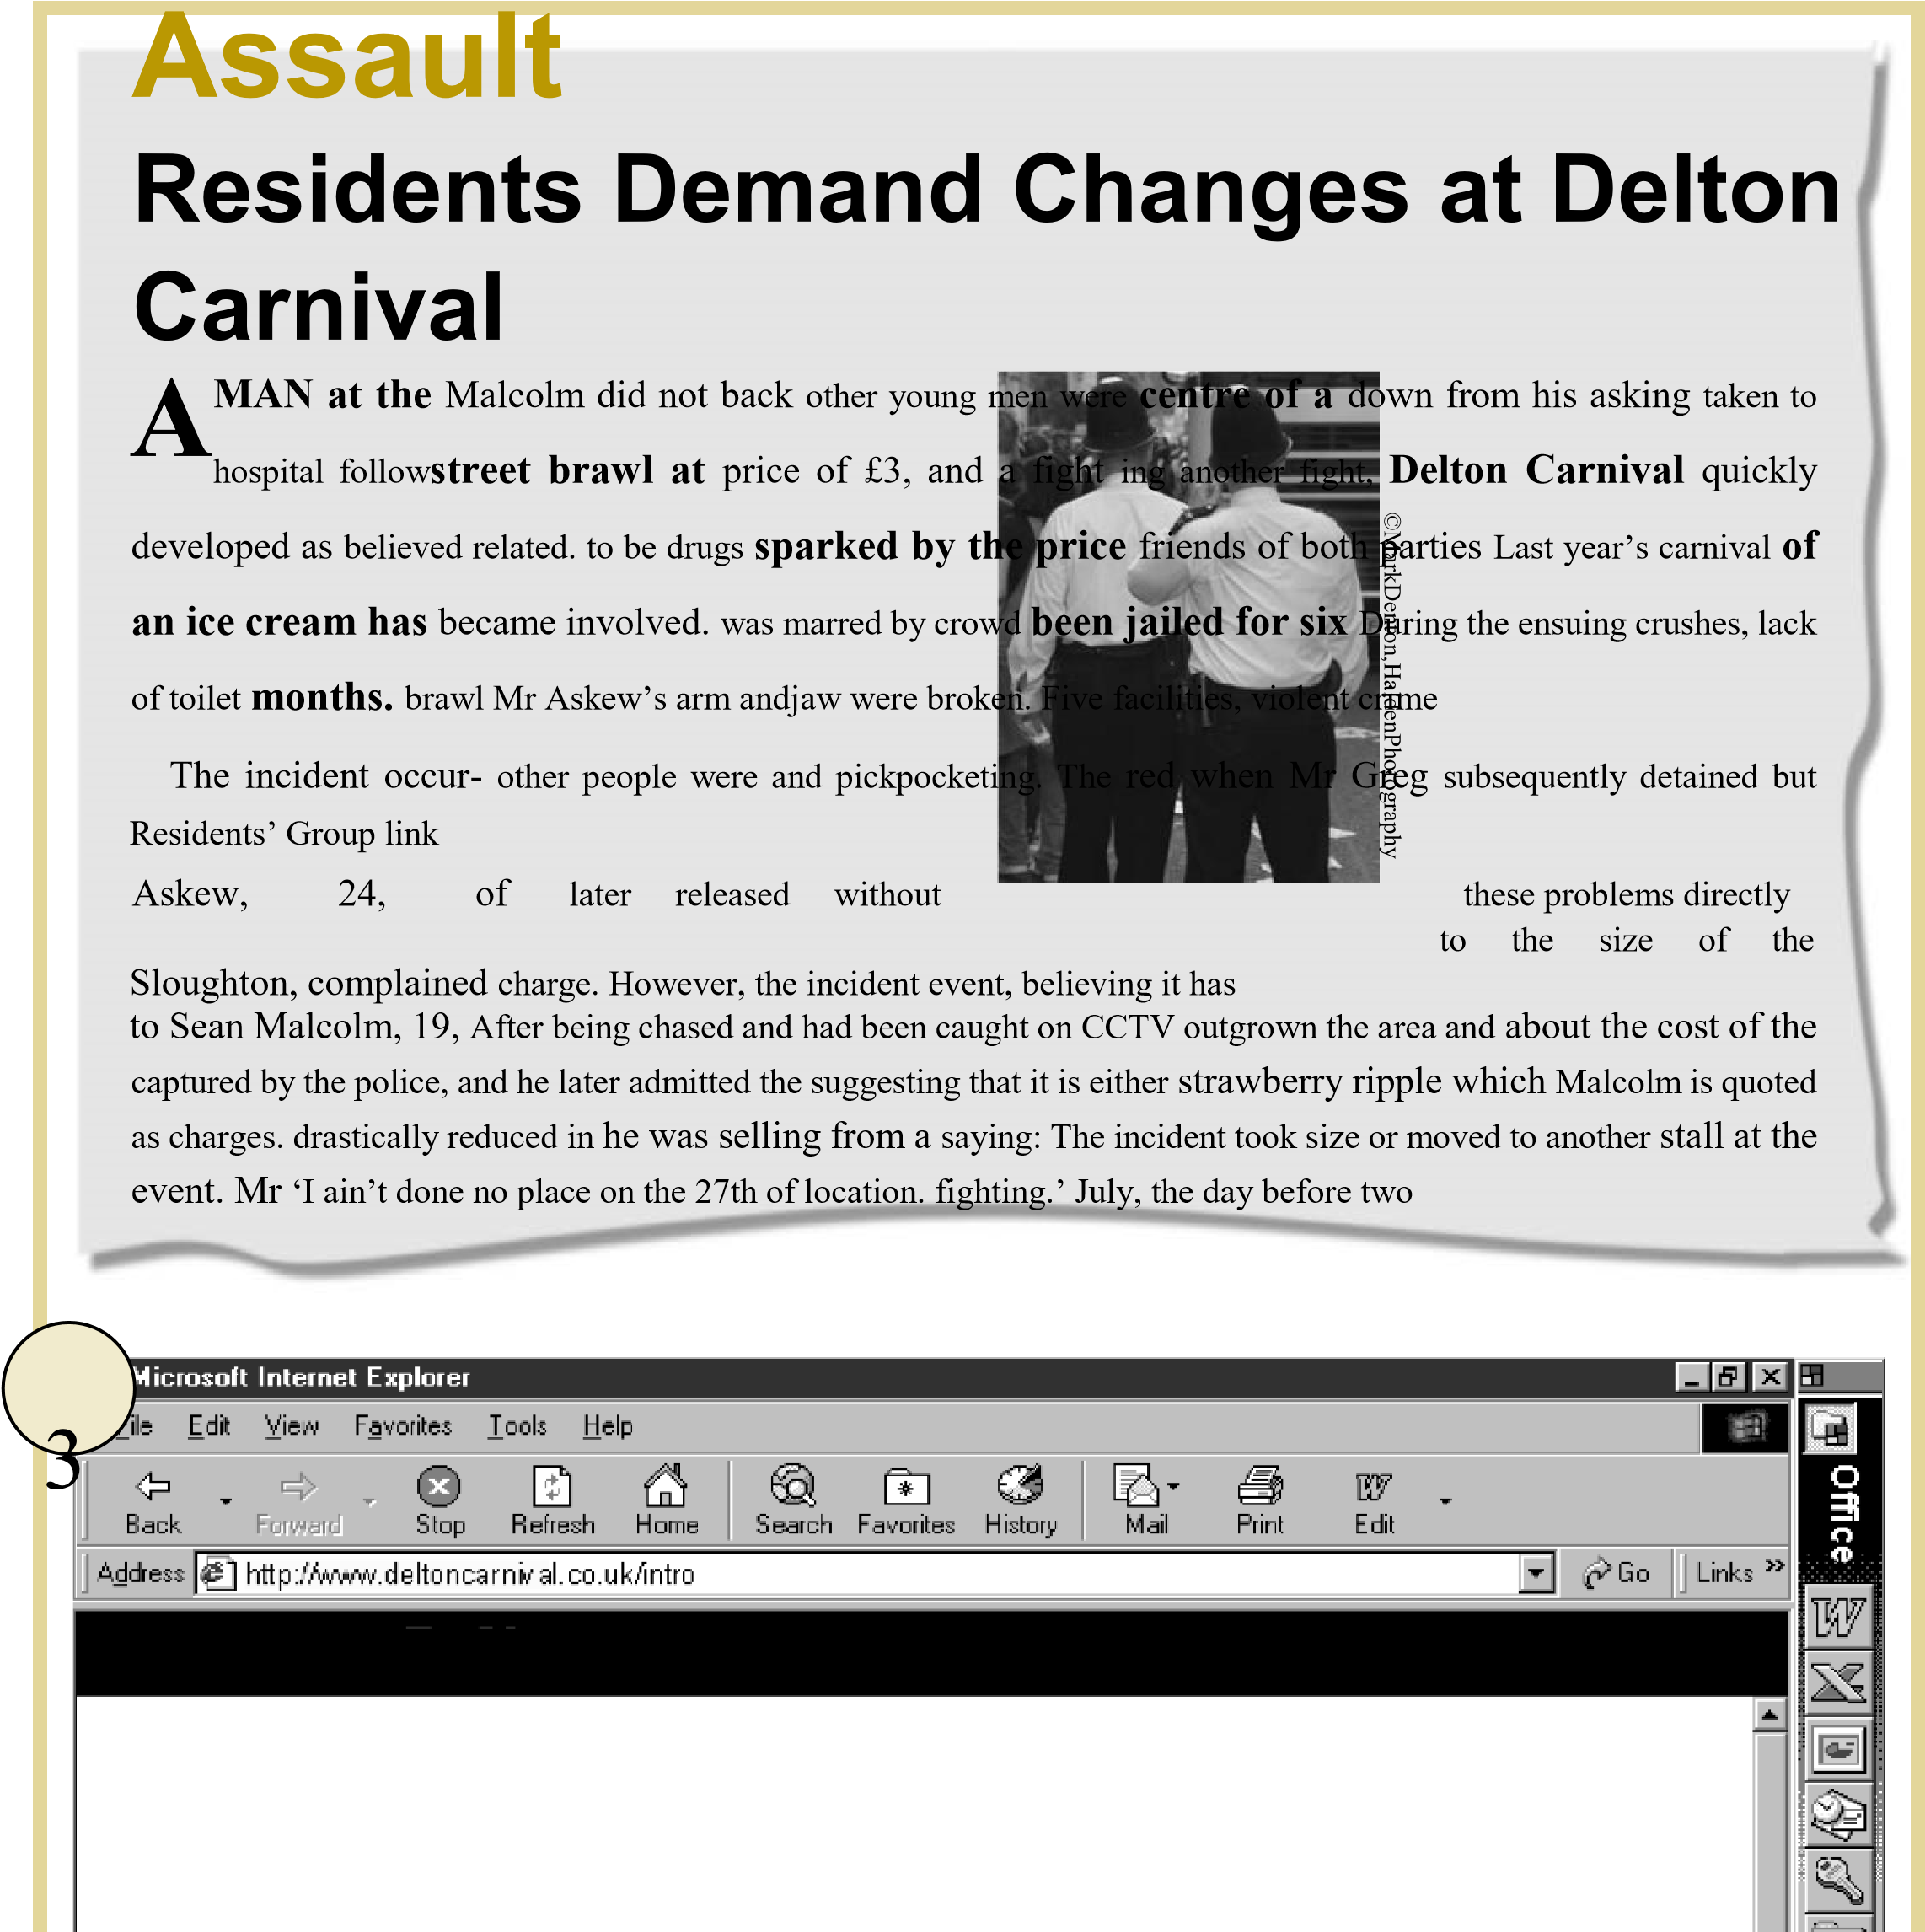 Assault
Residents Demand Changes at Delton
Carnival
A MAN at the Malcolm did not back other young men were centre of a down from his asking taken to
hospital followstreet brawl at price of £3, and a fight ing another fight, Delton Carnival quickly
developed as believed related. to be drugs sparked by the price friends of both parties Last year’s carnival of
an ice cream has became involved. was marred by crowd been jailed for six During the ensuing crushes, lack
of toilet months. brawl Mr Askew’s arm andjaw were broken. Five facilities, violent crime
The incident occur- other people were and pickpocketing. The red when Mr Greg subsequently detained but
Residents’ Group link
Askew, 24, of later released without these problems directly
to the size of the
Sloughton, complained charge. However, the incident event, believing it has
to Sean Malcolm, 19, After being chased and had been caught on CCTV outgrown the area and about the cost of the
captured by the police, and he later admitted the suggesting that it is either strawberry ripple which Malcolm is quoted
as charges. drastically reduced in he was selling from a saying: The incident took size or moved to another stall at the
event. Mr ‘I ain’t done no place on the 27th of location. fighting.’ July, the day before two
©MarkDenton,HaldenPhotography
3
Microsoft Internet Explorer
File Edit View Favorites Tools Help
Back Forward Stop Refresh Home Search Favorites History Mail Print Edit
Address http://www.deltoncarnival.co.uk/intro Go Links »
Office